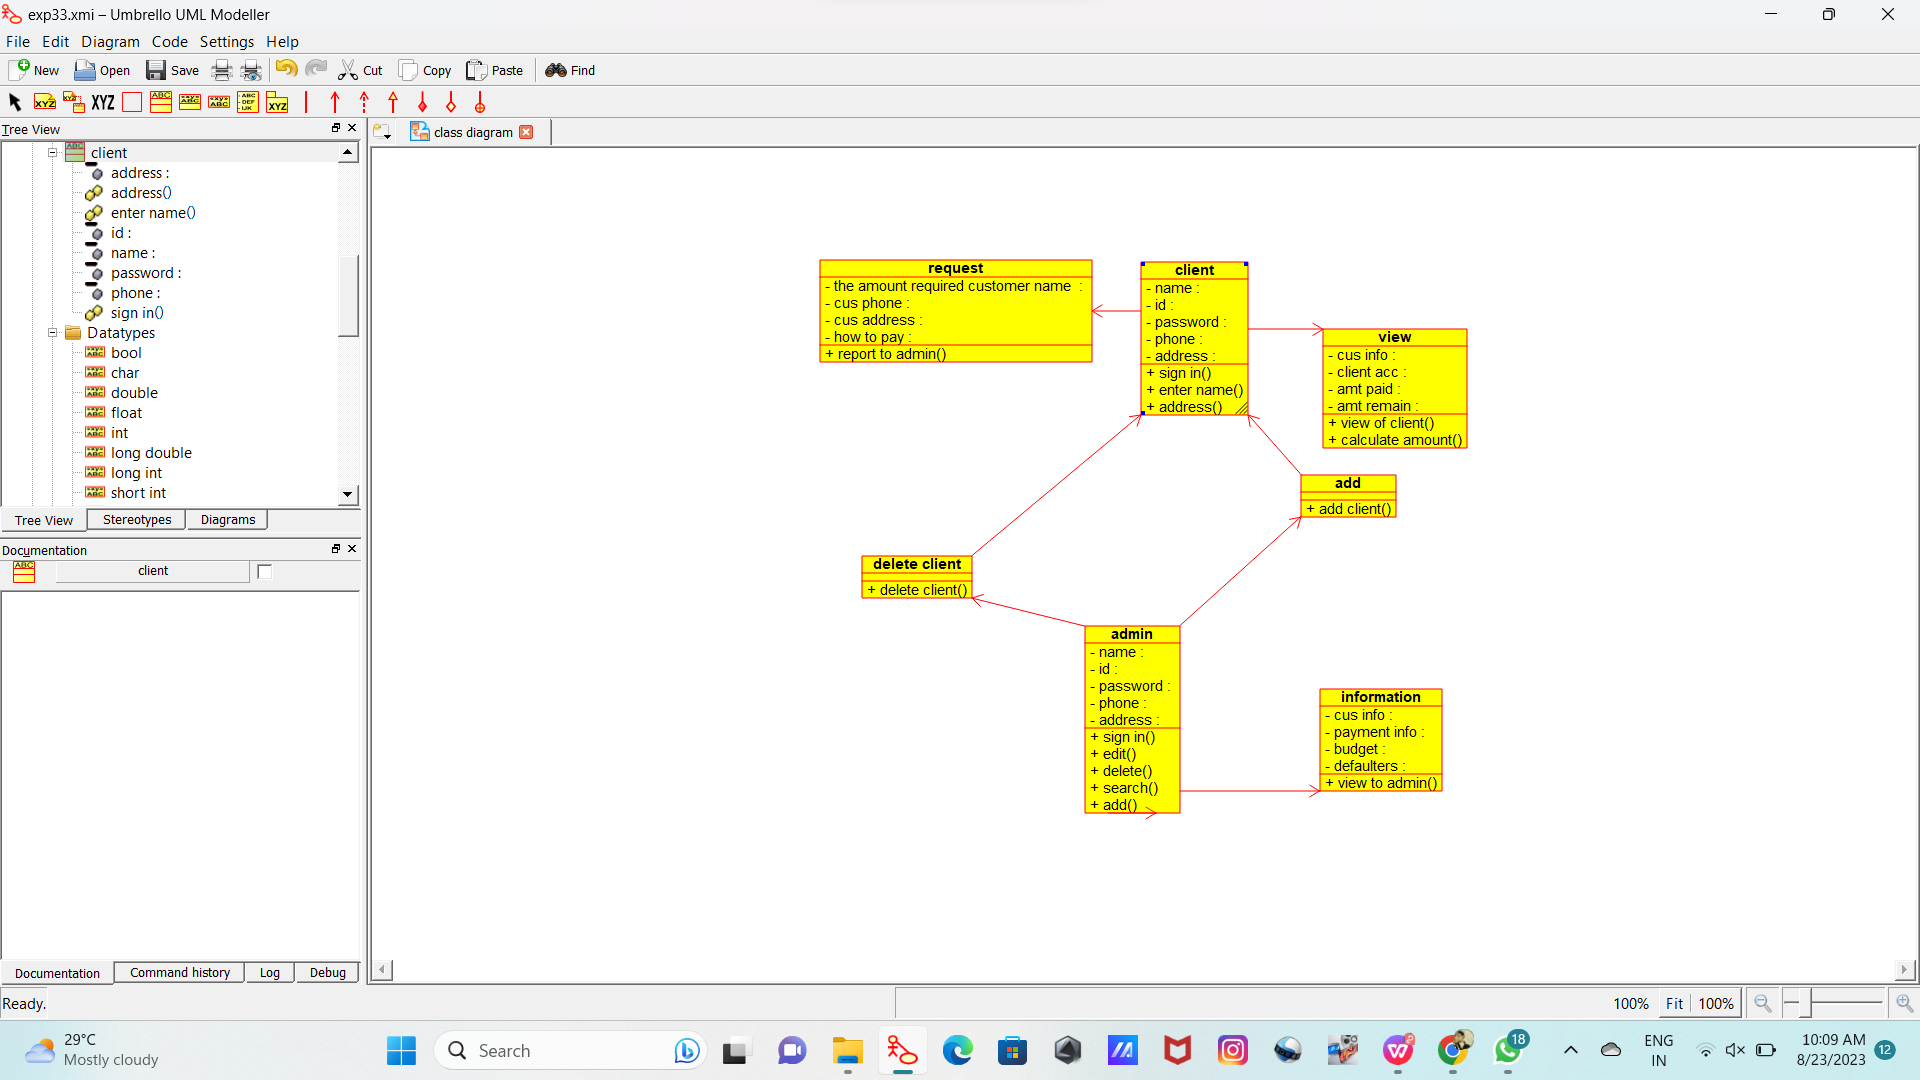 exp33.xmi – Umbrello UML Modeller
File Edit Diagram Code Settings Help
New Open Save Cut Copy Paste Find
XYZ XYZ XYZ ABC XYZ
Tree View
class diagram
client
address :
address()
enter name()
id :
name :
password :
phone :
sign in()
Datatypes
bool
char
double
float
int
long double
long int
short int
Tree View Stereotypes Diagrams
Documentation
ABC client
Documentation Command history Log Debug
request
- the amount required customer name :
- cus phone :
- cus address :
- how to pay :
+ report to admin()
client
- name :
- id :
- password :
- phone :
- address :
+ sign in()
+ enter name()
+ address()
view
- cus info :
- client acc :
- amt paid :
- amt remain :
+ view of client()
+ calculate amount()
add
+ add client()
delete client
+ delete client()
admin
- name :
- id :
- password :
- phone :
- address :
+ sign in()
+ edit()
+ delete()
+ search()
+ add()
information
- cus info :
- payment info :
- budget :
- defaulters :
+ view to admin()
Ready.
100% Fit 100%
29°C
Mostly cloudy
Search
18
ENG
IN
10:09 AM
8/23/2023
12